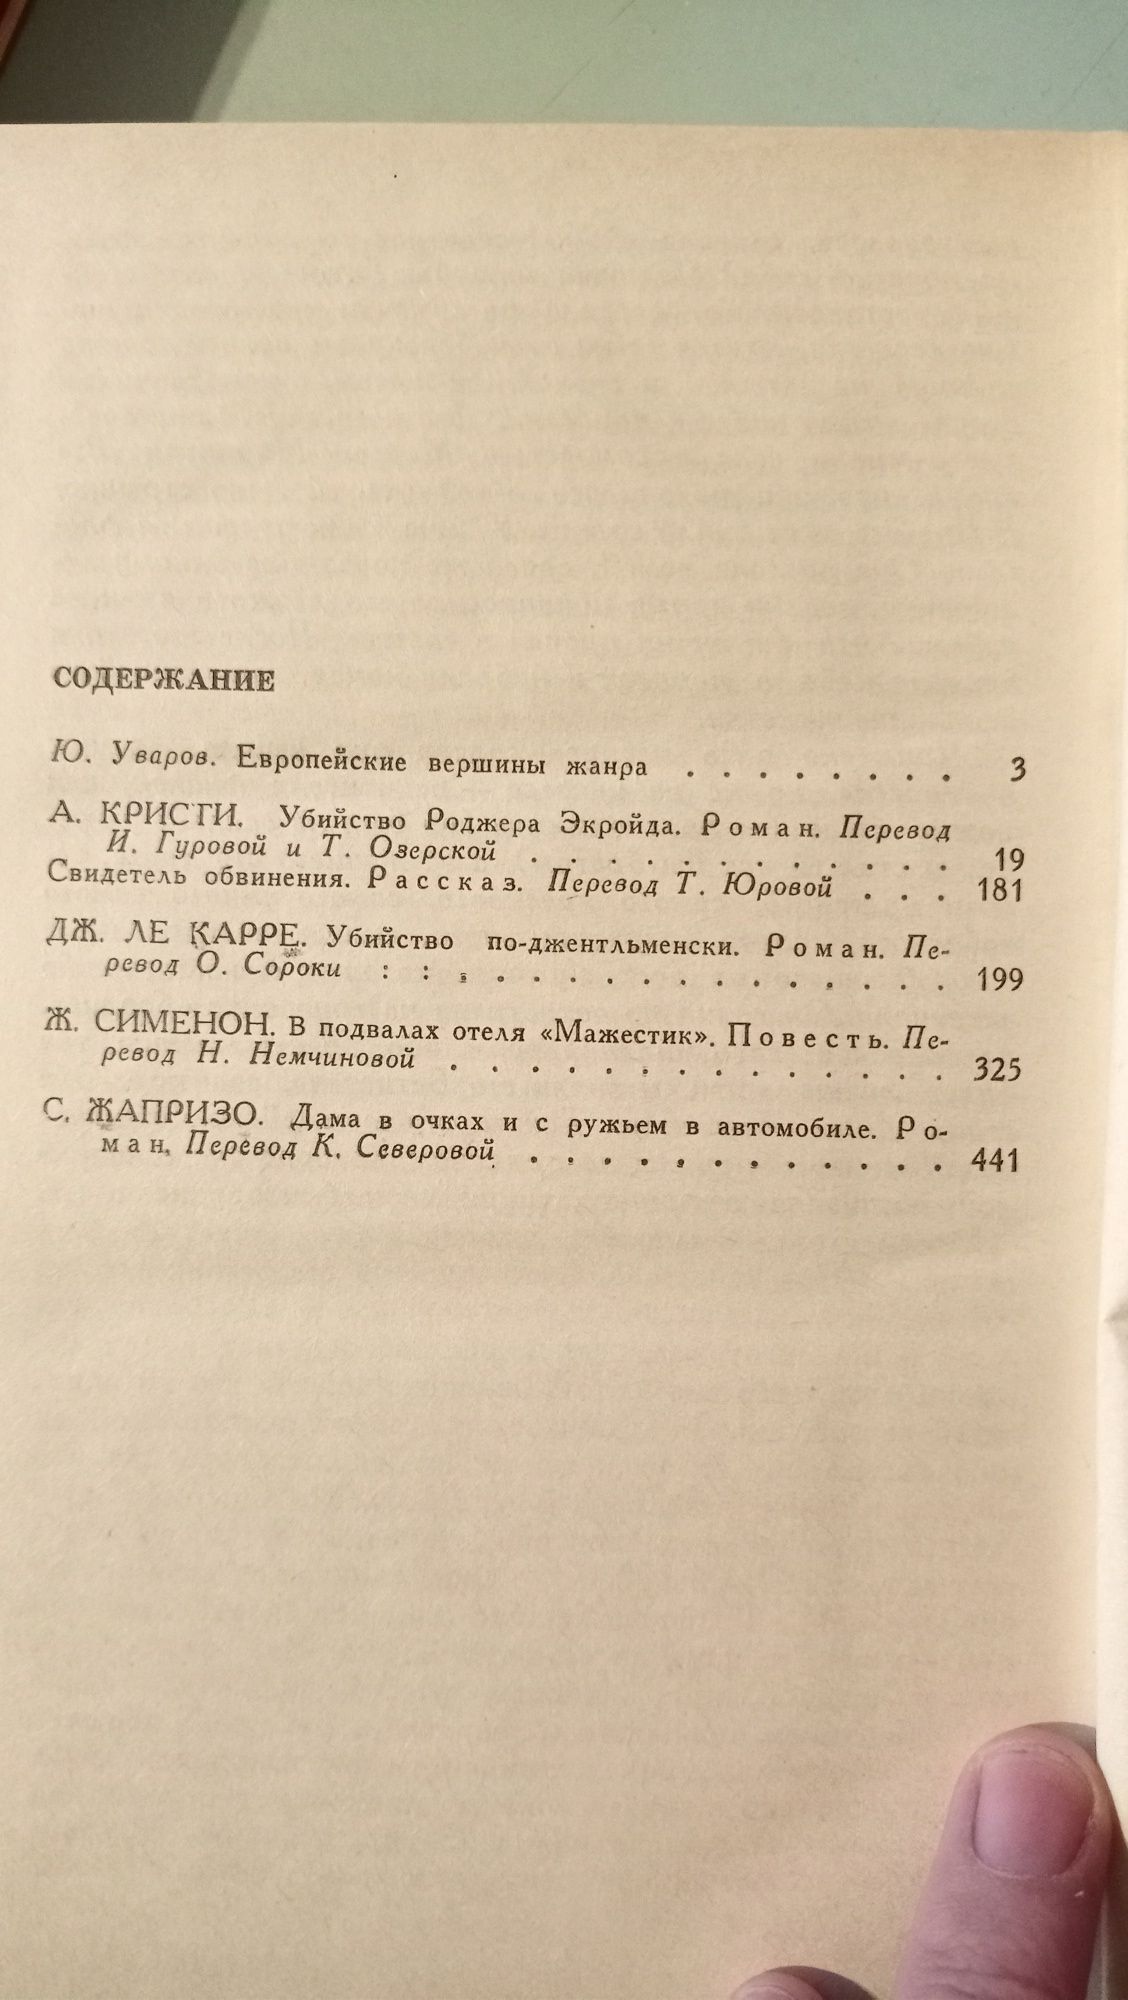 СОДЕРЖАНИЕ
Ю. Уваров. Европейские вершины жанра . . . . . . . . 3
А. КРИСТИ. Убийство Роджера Экройда. Роман. Перевод
И. Гуровой и Т. Озерской . . . . . . . . . . . . 19
Свидетель обвинения. Рассказ. Перевод Т. Юровой . . . 181
ДЖ. ЛЕ КАРРЕ. Убийство по-джентльменски. Роман. Пе-
ревод О. Сороки : : . . . . . . . . . . . . . . 199
Ж. СИМЕНОН. В подвалах отеля «Мажестик». Повесть. Пе-
ревод Н. Немчиновой . . . . . . . . . . . . . . 325
С. ЖАПРИЗО. Дама в очках и с ружьем в автомобиле. Ро-
ман. Перевод К. Северовой . . . . . . . . . . . . 441